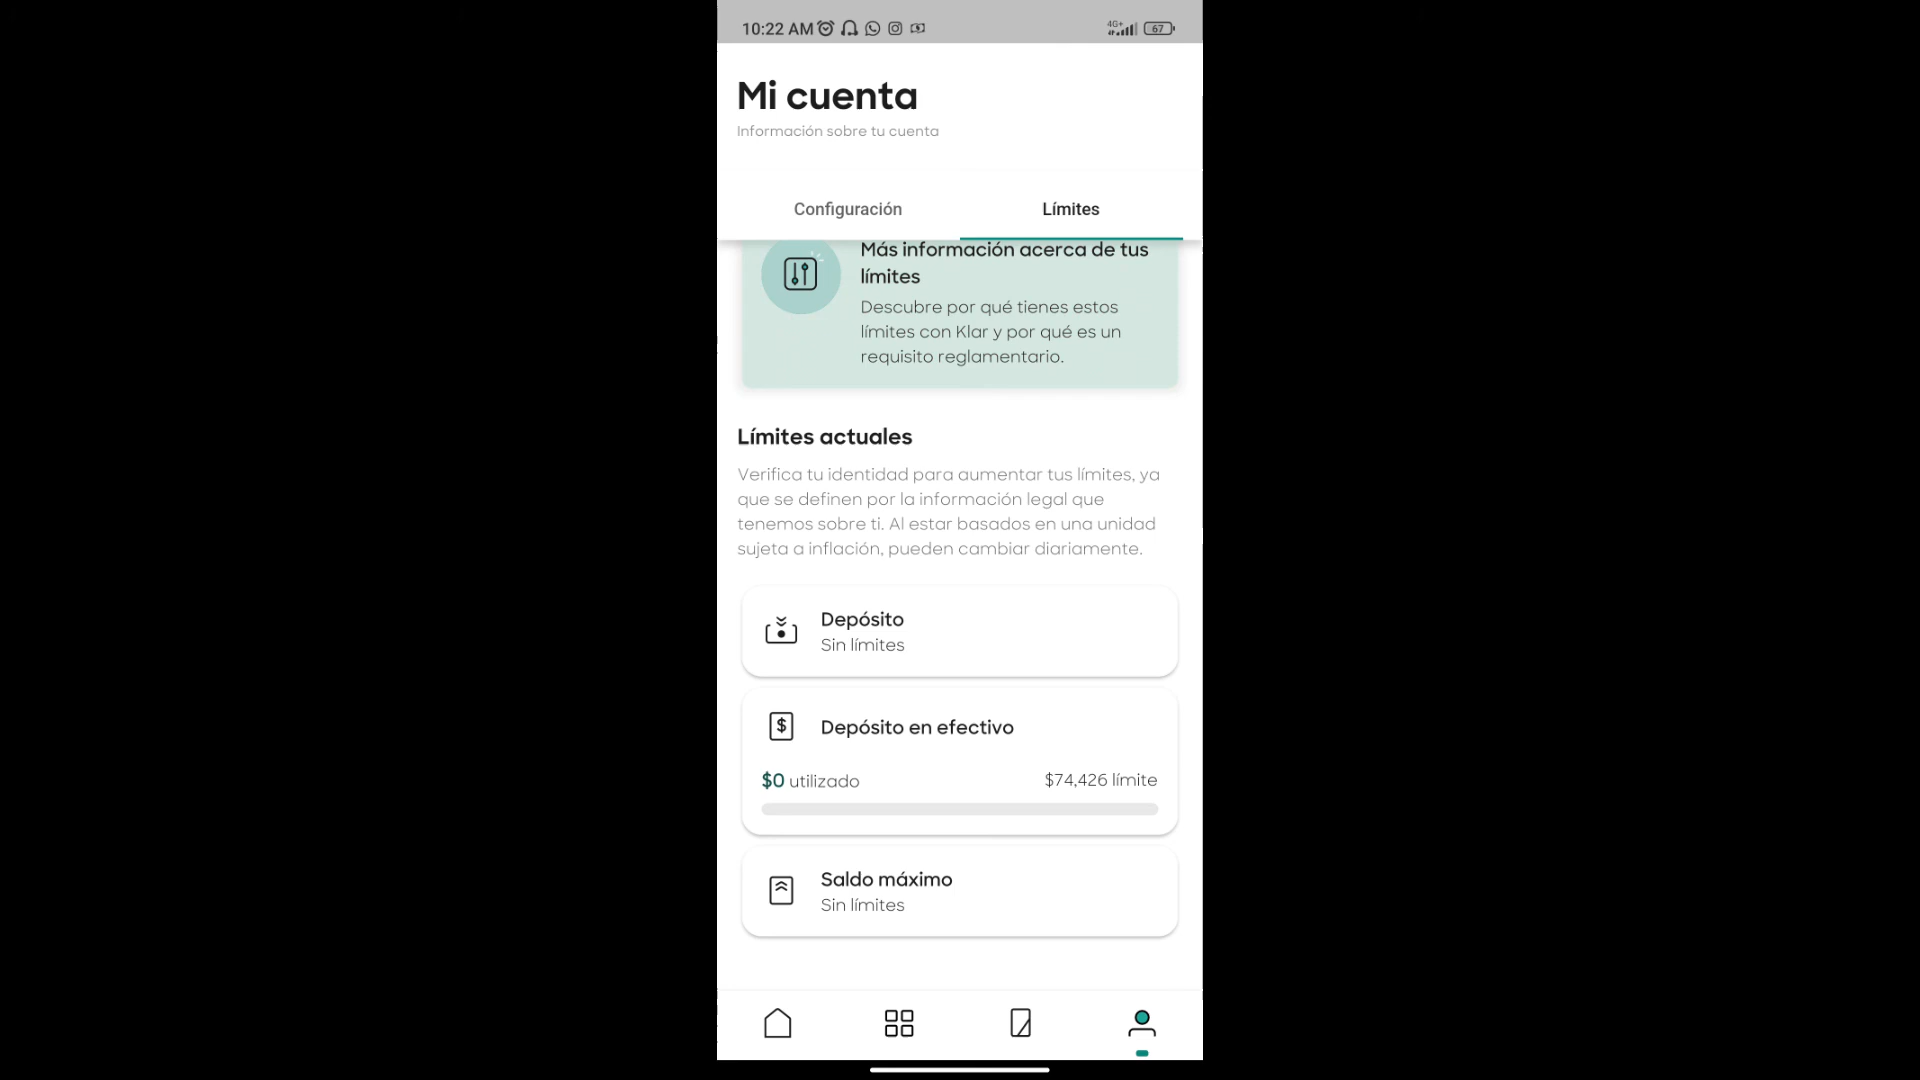 10:22 AM
4G+
67
Mi cuenta
Información sobre tu cuenta
Configuración
Límites
Más información acerca de tus
límites
Descubre por qué tienes estos
límites con Klar y por qué es un
requisito reglamentario.
Límites actuales
Verifica tu identidad para aumentar tus límites, ya
que se definen por la información legal que
tenemos sobre ti. Al estar basados en una unidad
sujeta a inflación, pueden cambiar diariamente.
Depósito
Sin límites
$
Depósito en efectivo
$0 utilizado
$74,426 límite
Saldo máximo
Sin límites